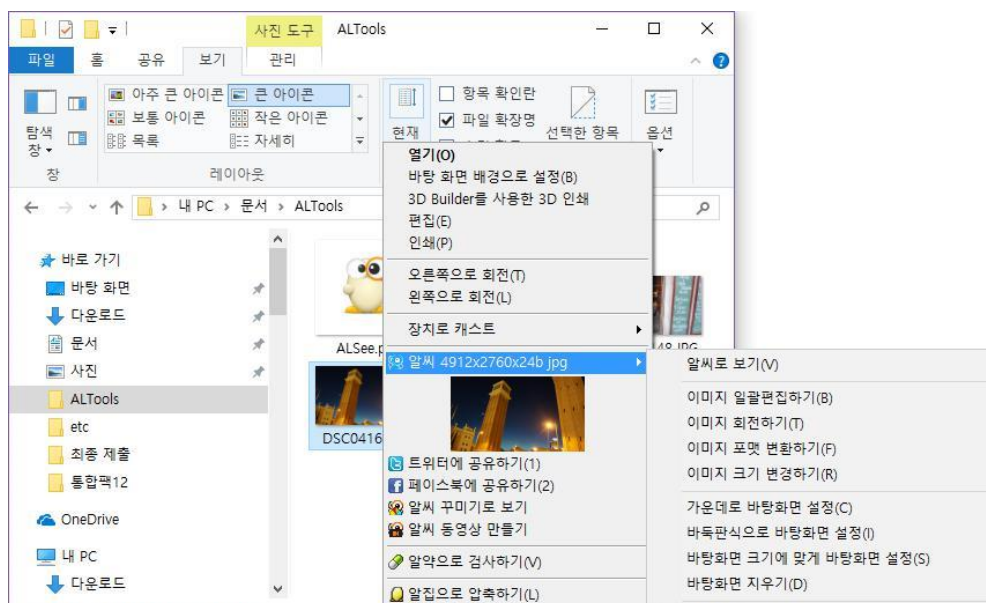 사진 도구 ALTools
파일 홈 공유 보기 관리
아주 큰 아이콘 큰 아이콘
보통 아이콘 작은 아이콘
목록 자세히
탐색
창
항목 확인란
파일 확장명
현재
선택한 항목
옵션
창
레이아웃
내 PC > 문서 > ALTools
바로 가기
바탕 화면
다운로드
문서
사진
ALTools
etc
최종 제출
통합팩12
OneDrive
내 PC
다운로드
ALSee.p
48.JPG
DSC0416
열기(O)
바탕 화면 배경으로 설정(B)
3D Builder를 사용한 3D 인쇄
편집(E)
인쇄(P)
오른쪽으로 회전(T)
왼쪽으로 회전(L)
장치로 캐스트
알씨 4912x2760x24b jpg
트위터에 공유하기(1)
페이스북에 공유하기(2)
알씨 꾸미기로 보기
알씨 동영상 만들기
알약으로 검사하기(V)
알집으로 압축하기(L)
알씨로 보기(V)
이미지 일괄편집하기(B)
이미지 회전하기(T)
이미지 포맷 변환하기(F)
이미지 크기 변경하기(R)
가운데로 바탕화면 설정(C)
바둑판식으로 바탕화면 설정(I)
바탕화면 크기에 맞게 바탕화면 설정(S)
바탕화면 지우기(D)